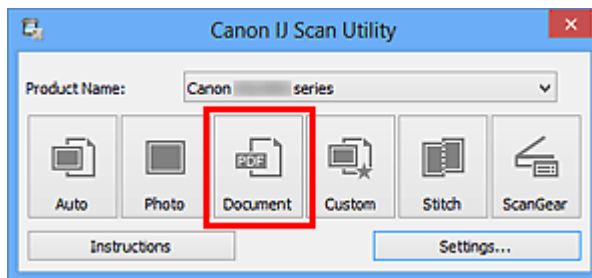 Canon IJ Scan Utility
Product Name: Canon series
PDF
Auto Photo Document Custom Stitch ScanGear
Instructions Settings...